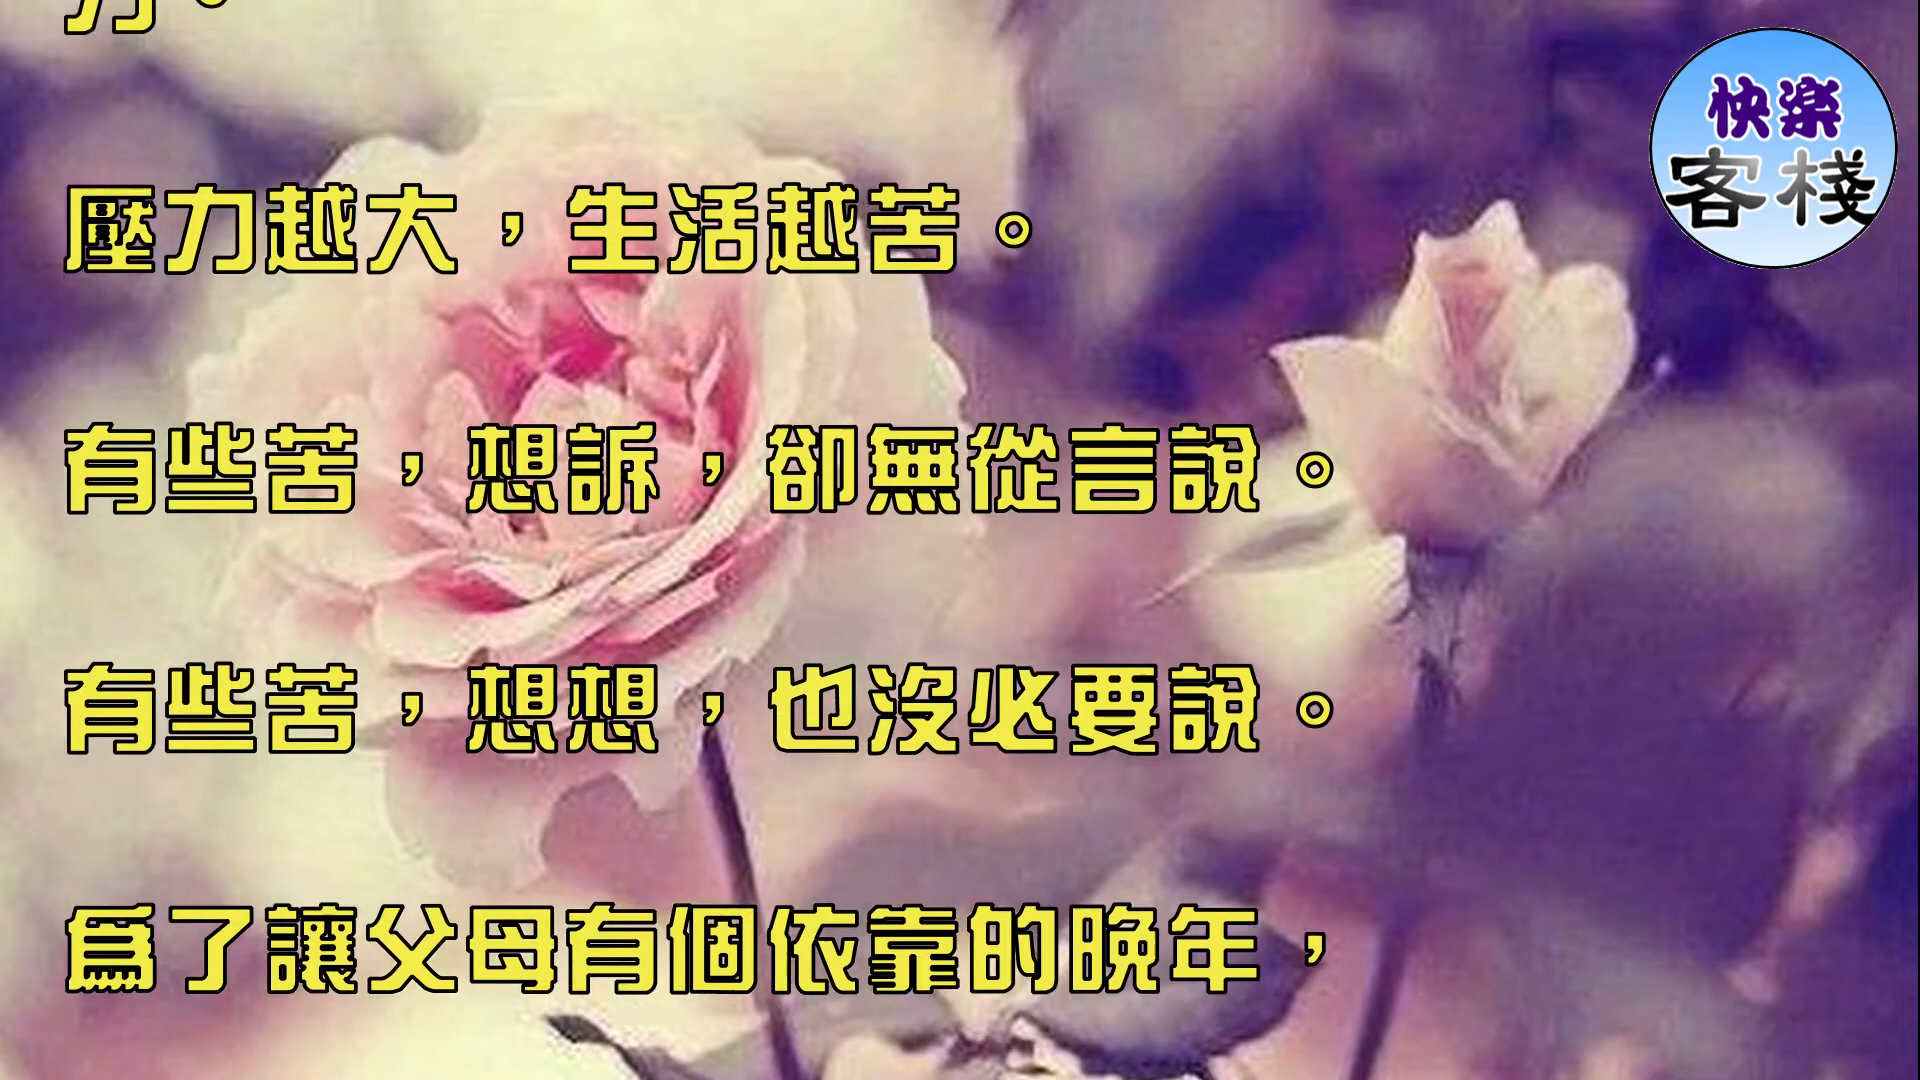 壓力越大，生活越苦。
有些苦，想訴，卻無從言說。
有些苦，想想，也沒必要說。
為了讓父母有個依靠的晚年，
快楽
客棧